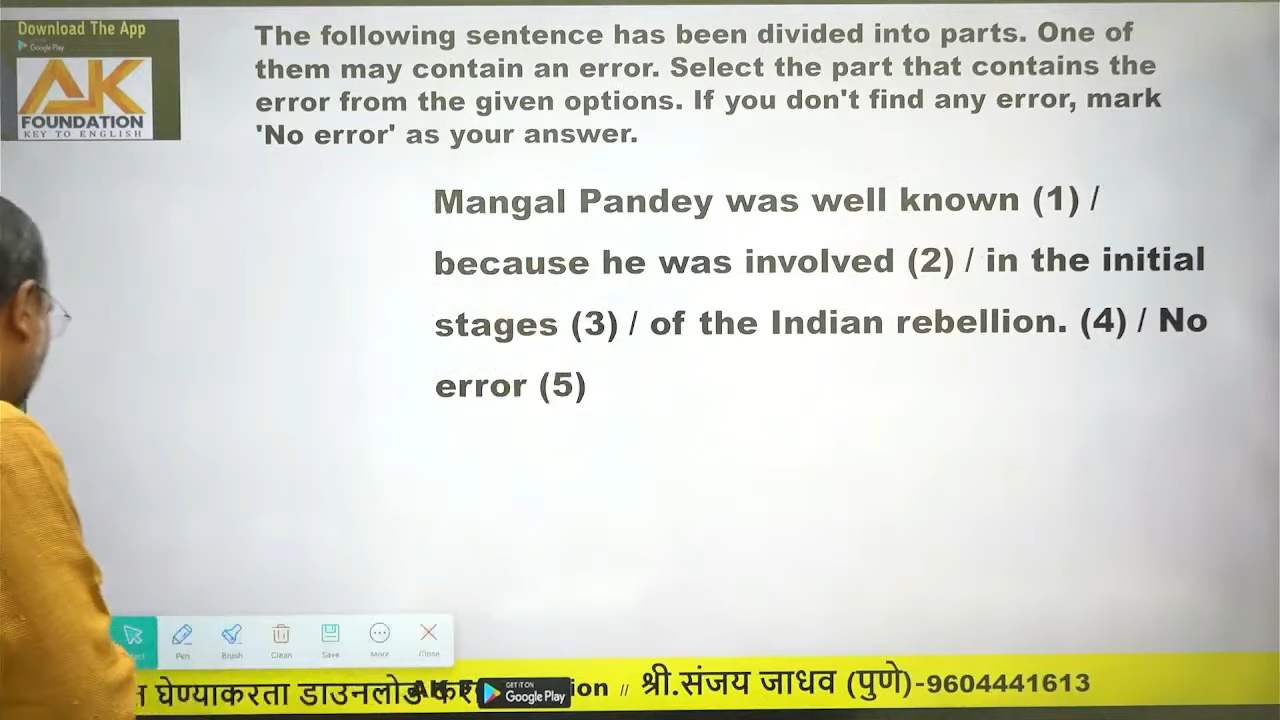 Download The App
Google Play
AK
FOUNDATION
KEY TO ENGLISH
The following sentence has been divided into parts. One of
them may contain an error. Select the part that contains the
error from the given options. If you don't find any error, mark
'No error' as your answer.
Mangal Pandey was well known (1) /
because he was involved (2) / in the initial
stages (3) / of the Indian rebellion. (4) / No
error (5)
Pen Brush Clean Save More Close
घेण्याकरता डाउनलोड GET IT ON Google Play // श्री.संजय जाधव (पुणे)-9604441613